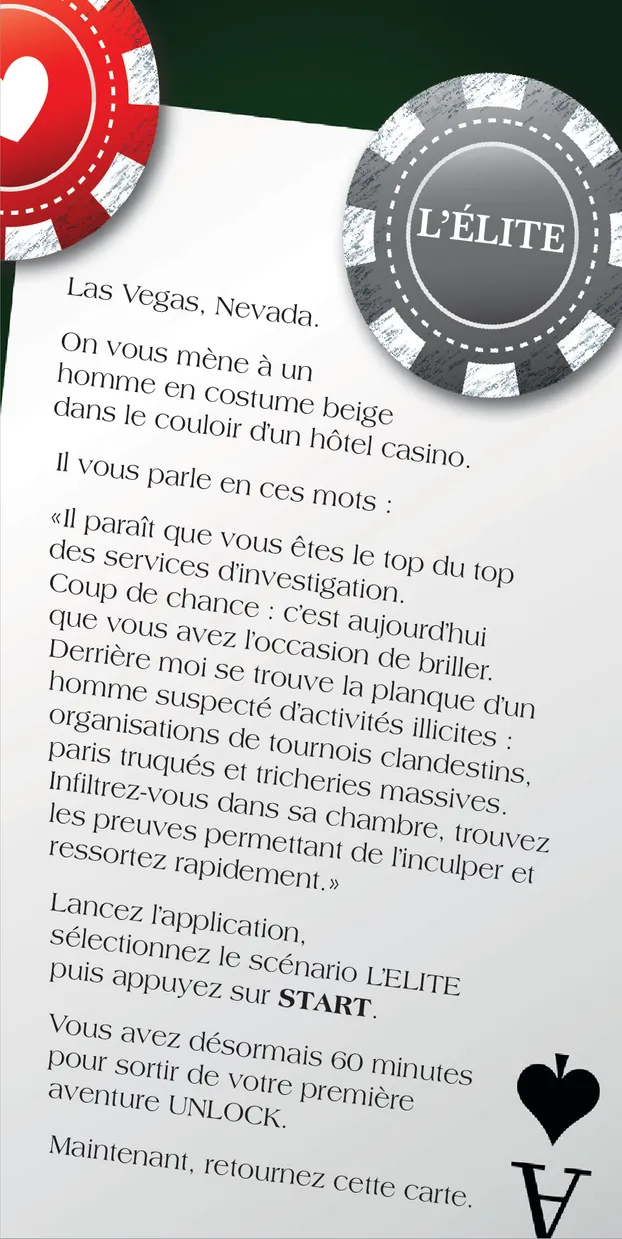 L'ÉLITE
Las Vegas, Nevada.
On vous mène à un
homme en costume beige
dans le couloir d'un hôtel casino.
Il vous parle en ces mots :
«Il paraît que vous êtes le top du top
des services d'investigation.
Coup de chance : c'est aujourd'hui
que vous avez l'occasion de briller.
Derrière moi se trouve la planque d'un
homme suspecté d'activités illicites :
organisations de tournois clandestins,
paris truqués et tricheries massives.
Infiltrez-vous dans sa chambre, trouvez
les preuves permettant de l'inculper et
ressortez rapidement.»
Lancez l'application,
sélectionnez le scénario L'ELITE
puis appuyez sur START.
Vous avez désormais 60 minutes
pour sortir de votre première
aventure UNLOCK.
Maintenant, retournez cette carte.
A